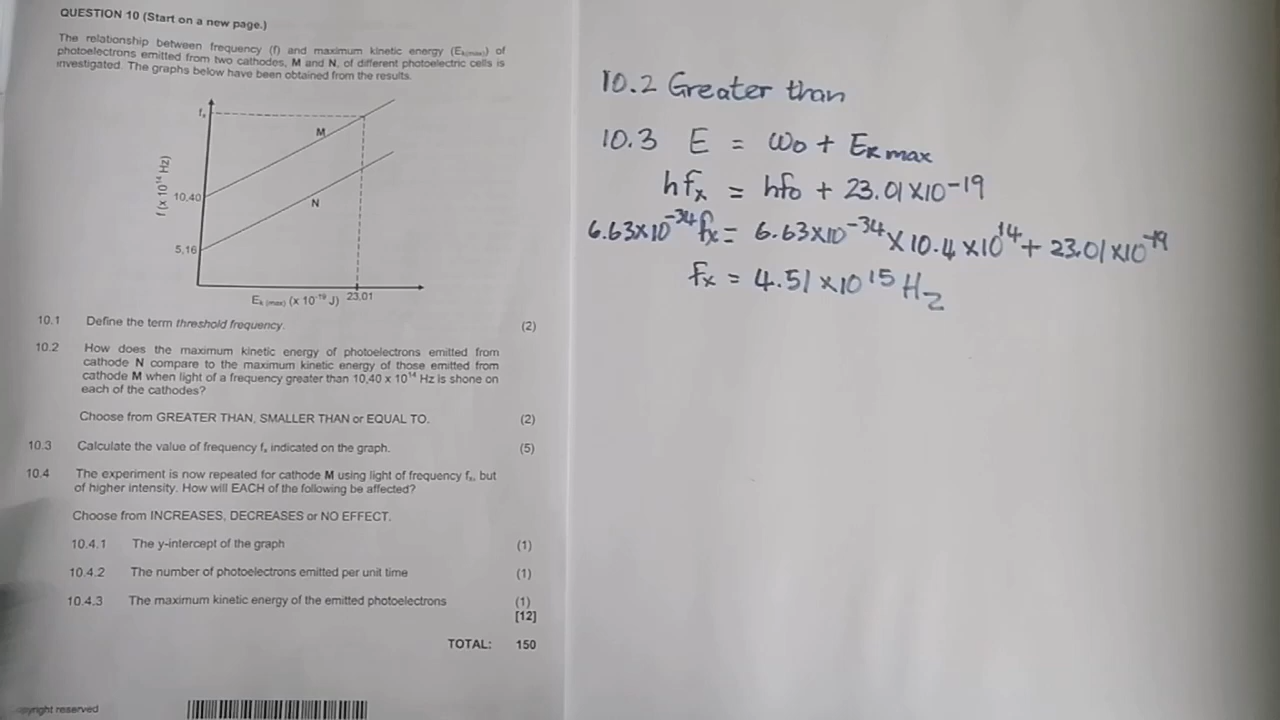 QUESTION 10 (Start on a new page.)
The relationship between frequency (f) and maximum kinetic energy (Eₖ₍ₘₐₓ₎) of
photoelectrons emitted from two cathodes, M and N, of different photoelectric cells is
investigated. The graphs below have been obtained from the results.
fₓ
M
f (x 10¹⁴ Hz)
10,40
N
5,16
Eₖ ₍ₘₐₓ₎ (x 10⁻¹⁹ J)
23,01
10.1 Define the term threshold frequency. (2)
10.2 How does the maximum kinetic energy of photoelectrons emitted from
cathode N compare to the maximum kinetic energy of those emitted from
cathode M when light of a frequency greater than 10,40 x 10¹⁴ Hz is shone on
each of the cathodes?
Choose from GREATER THAN, SMALLER THAN or EQUAL TO. (2)
10.3 Calculate the value of frequency fₓ indicated on the graph. (5)
10.4 The experiment is now repeated for cathode M using light of frequency fₓ, but
of higher intensity. How will EACH of the following be affected?
Choose from INCREASES, DECREASES or NO EFFECT.
10.4.1 The y-intercept of the graph (1)
10.4.2 The number of photoelectrons emitted per unit time (1)
10.4.3 The maximum kinetic energy of the emitted photoelectrons (1)
[12]
TOTAL: 150
reserved
10.2 Greater than
10.3 E = W₀ + Eₖ max
hfₓ = hf₀ + 23.01×10⁻¹⁹
6.63×10⁻³⁴fₓ = 6.63×10⁻³⁴ × 10.4×10¹⁴ + 23.01×10⁻¹⁹
fₓ = 4.51×10¹⁵ Hz